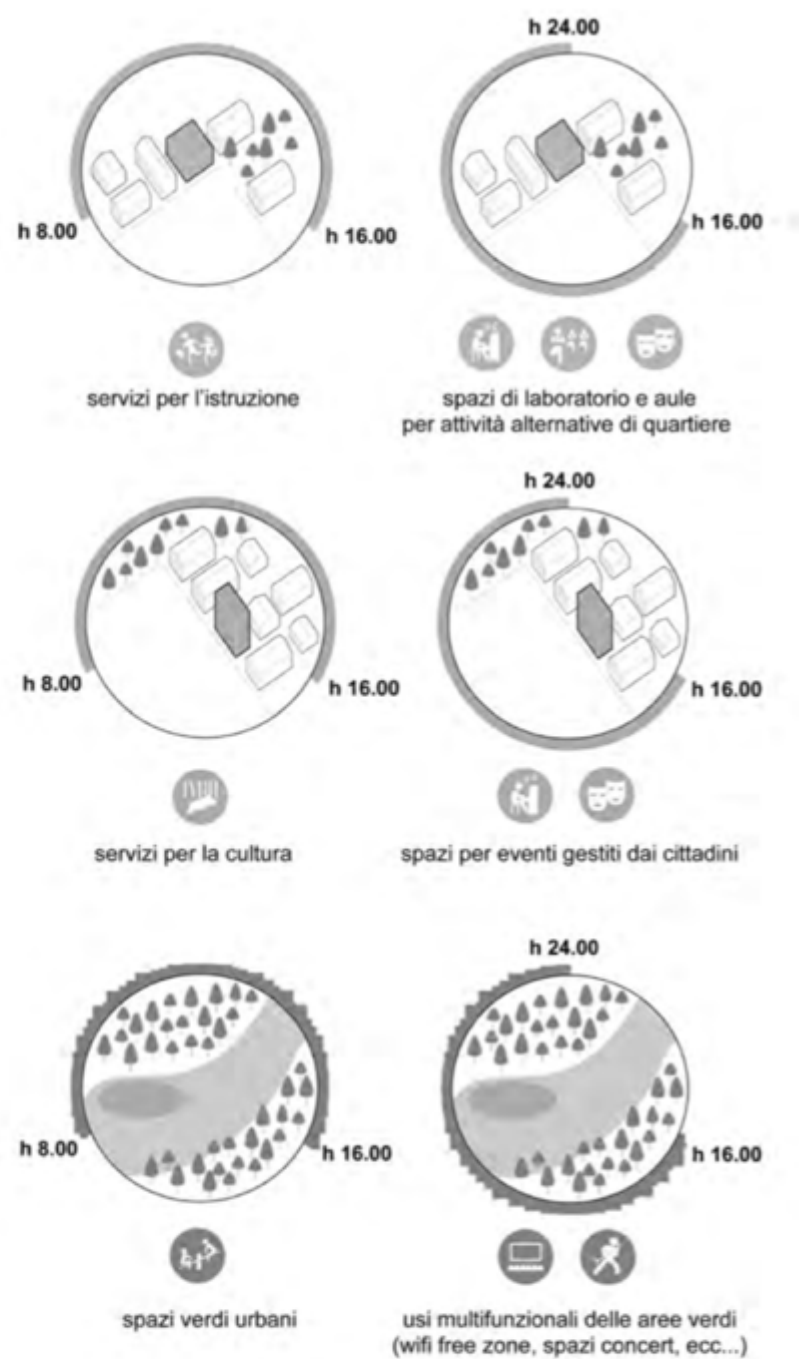 h 24.00
h 8.00
h 16.00
h 16.00
servizi per l'istruzione
spazi di laboratorio e aule
per attività alternative di quartiere
h 24.00
h 8.00
h 16.00
h 16.00
servizi per la cultura
spazi per eventi gestiti dai cittadini
h 24.00
h 8.00
h 16.00
h 16.00
spazi verdi urbani
usi multifunzionali delle aree verdi
(wifi free zone, spazi concert, ecc...)